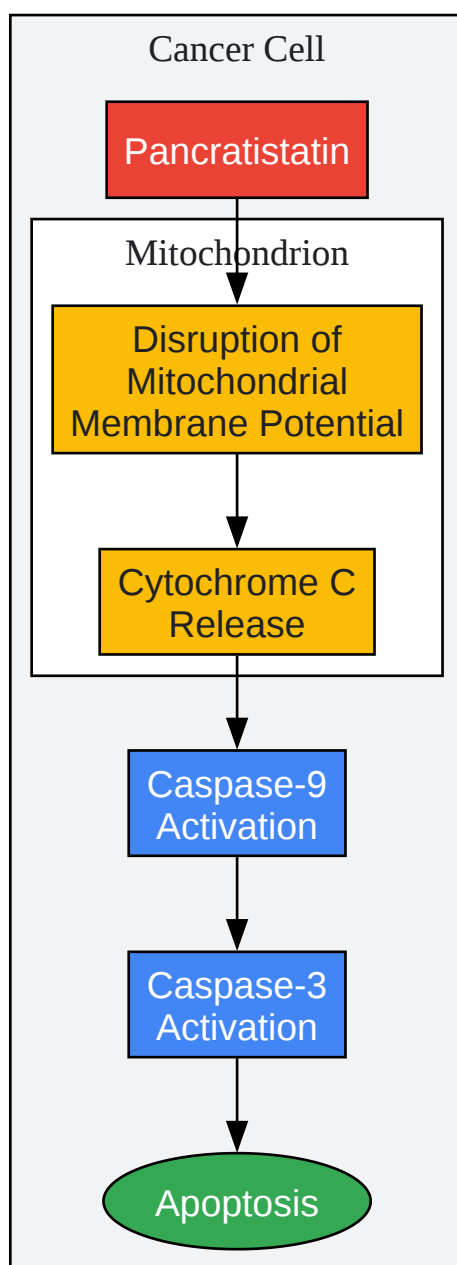 Cancer Cell
Pancratistatin
Mitochondrion
Disruption of
Mitochondrial
Membrane Potential
Cytochrome C
Release
Caspase-9
Activation
Caspase-3
Activation
Apoptosis